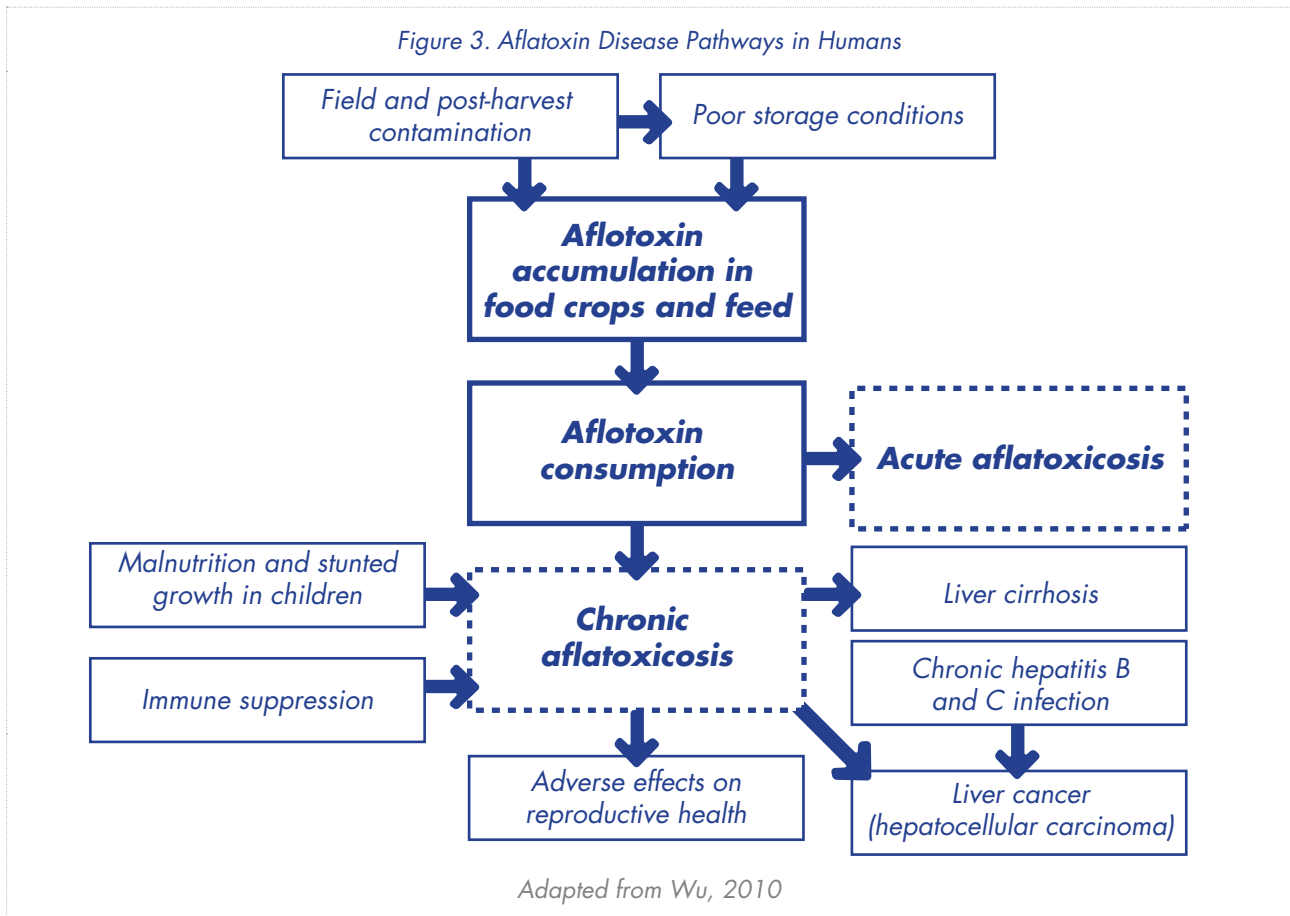 Figure 3. Aflatoxin Disease Pathways in Humans
Field and post-harvest
contamination
Poor storage conditions
Aflotoxin
accumulation in
food crops and feed
Aflotoxin
consumption
Acute aflatoxicosis
Malnutrition and stunted
growth in children
Chronic
aflatoxicosis
Liver cirrhosis
Immune suppression
Chronic hepatitis B
and C infection
Adverse effects on
reproductive health
Liver cancer
(hepatocellular carcinoma)
Adapted from Wu, 2010